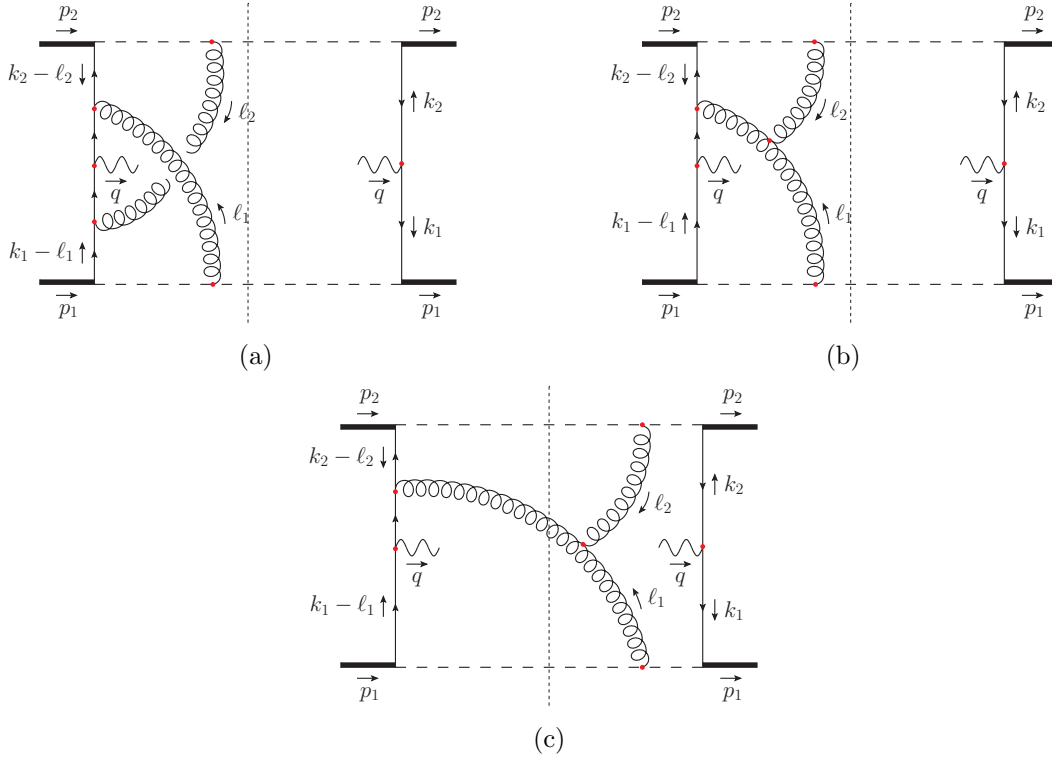 p₂ p₂ p₂ p₂
k₂ − ℓ₂ ℓ₂ k₂ k₂ − ℓ₂ ℓ₂ k₂
q q q q
k₁ − ℓ₁ ℓ₁ k₁ k₁ − ℓ₁ ℓ₁ k₁
p₁ p₁ p₁ p₁
(a) (b)
p₂ p₂
k₂ − ℓ₂ ℓ₂ k₂
q q
k₁ − ℓ₁ ℓ₁ k₁
p₁ p₁
(c)